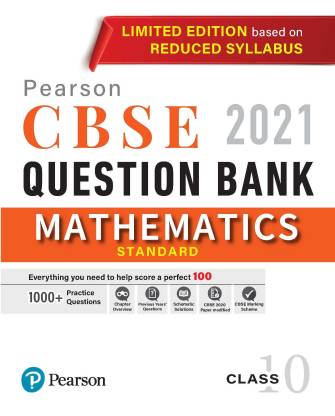 LIMITED EDITION based on
REDUCED SYLLABUS
Pearson
CBSE 2021
QUESTION BANK
MATHEMATICS
STANDARD
Everything you need to help score a perfect 100
1000+ Practice Questions
Chapter Overview
Previous Years' Questions
Schematic Solutions
CBSE 2020 Paper modified
CBSE Marking Scheme
Pearson
CLASS 10